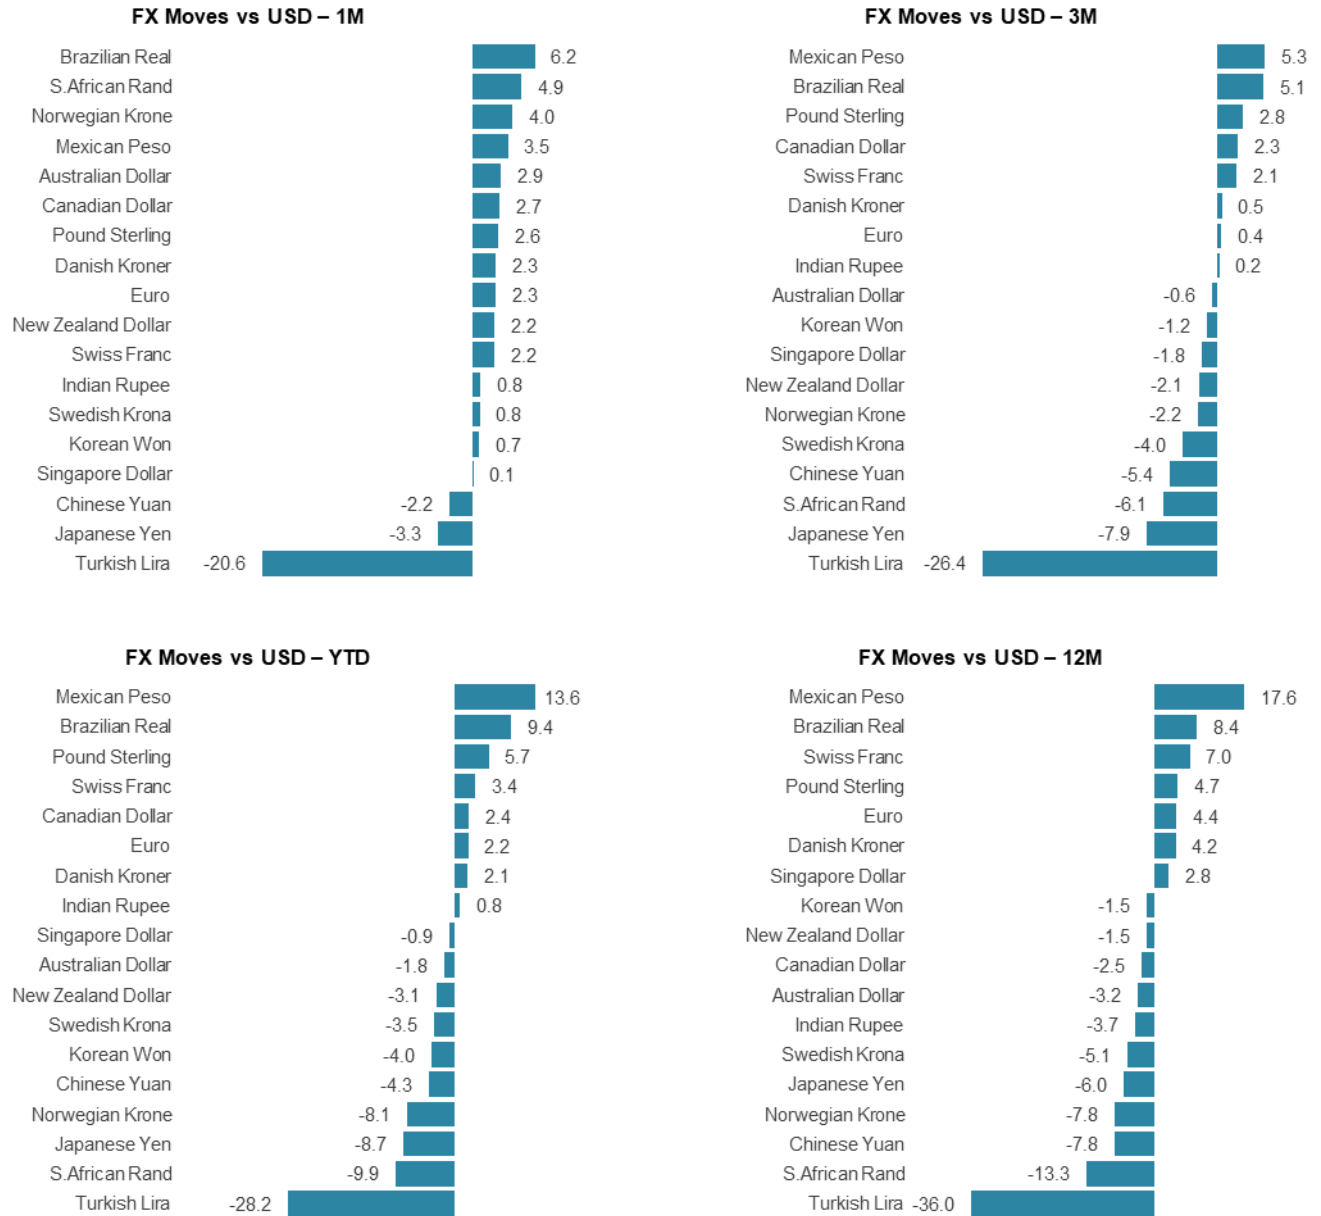 FX Moves vs USD – 1M
Brazilian Real 6.2
S.African Rand 4.9
Norwegian Krone 4.0
Mexican Peso 3.5
Australian Dollar 2.9
Canadian Dollar 2.7
Pound Sterling 2.6
Danish Kroner 2.3
Euro 2.3
New Zealand Dollar 2.2
Swiss Franc 2.2
Indian Rupee 0.8
Swedish Krona 0.8
Korean Won 0.7
Singapore Dollar 0.1
Chinese Yuan -2.2
Japanese Yen -3.3
Turkish Lira -20.6
FX Moves vs USD – 3M
Mexican Peso 5.3
Brazilian Real 5.1
Pound Sterling 2.8
Canadian Dollar 2.3
Swiss Franc 2.1
Danish Kroner 0.5
Euro 0.4
Indian Rupee 0.2
Australian Dollar -0.6
Korean Won -1.2
Singapore Dollar -1.8
New Zealand Dollar -2.1
Norwegian Krone -2.2
Swedish Krona -4.0
Chinese Yuan -5.4
S.African Rand -6.1
Japanese Yen -7.9
Turkish Lira -26.4
FX Moves vs USD – YTD
Mexican Peso 13.6
Brazilian Real 9.4
Pound Sterling 5.7
Swiss Franc 3.4
Canadian Dollar 2.4
Euro 2.2
Danish Kroner 2.1
Indian Rupee 0.8
Singapore Dollar -0.9
Australian Dollar -1.8
New Zealand Dollar -3.1
Swedish Krona -3.5
Korean Won -4.0
Chinese Yuan -4.3
Norwegian Krone -8.1
Japanese Yen -8.7
S.African Rand -9.9
Turkish Lira -28.2
FX Moves vs USD – 12M
Mexican Peso 17.6
Brazilian Real 8.4
Swiss Franc 7.0
Pound Sterling 4.7
Euro 4.4
Danish Kroner 4.2
Singapore Dollar 2.8
Korean Won -1.5
New Zealand Dollar -1.5
Canadian Dollar -2.5
Australian Dollar -3.2
Indian Rupee -3.7
Swedish Krona -5.1
Japanese Yen -6.0
Norwegian Krone -7.8
Chinese Yuan -7.8
S.African Rand -13.3
Turkish Lira -36.0